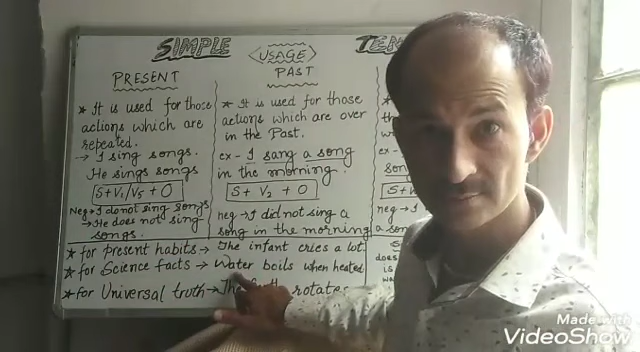 SIMPLE USAGE TEN
PRESENT
* It is used for those
actions which are
repeated.
→ I sing songs.
He sings songs
S+V1/V5 + O
Neg → I do not sing songs
→ He does not sing
songs.
PAST
* It is used for those
actions which are over
in the Past.
ex - I sang a song
in the morning.
S + V2 + O
neg → I did not sing a
song in the morning
ex -
S+V
neg → I
a son
* for present habits → The infant cries a lot.
* for Science facts → Water boils when heated
* for Universal truth → The rotates
Made with
VideoShow